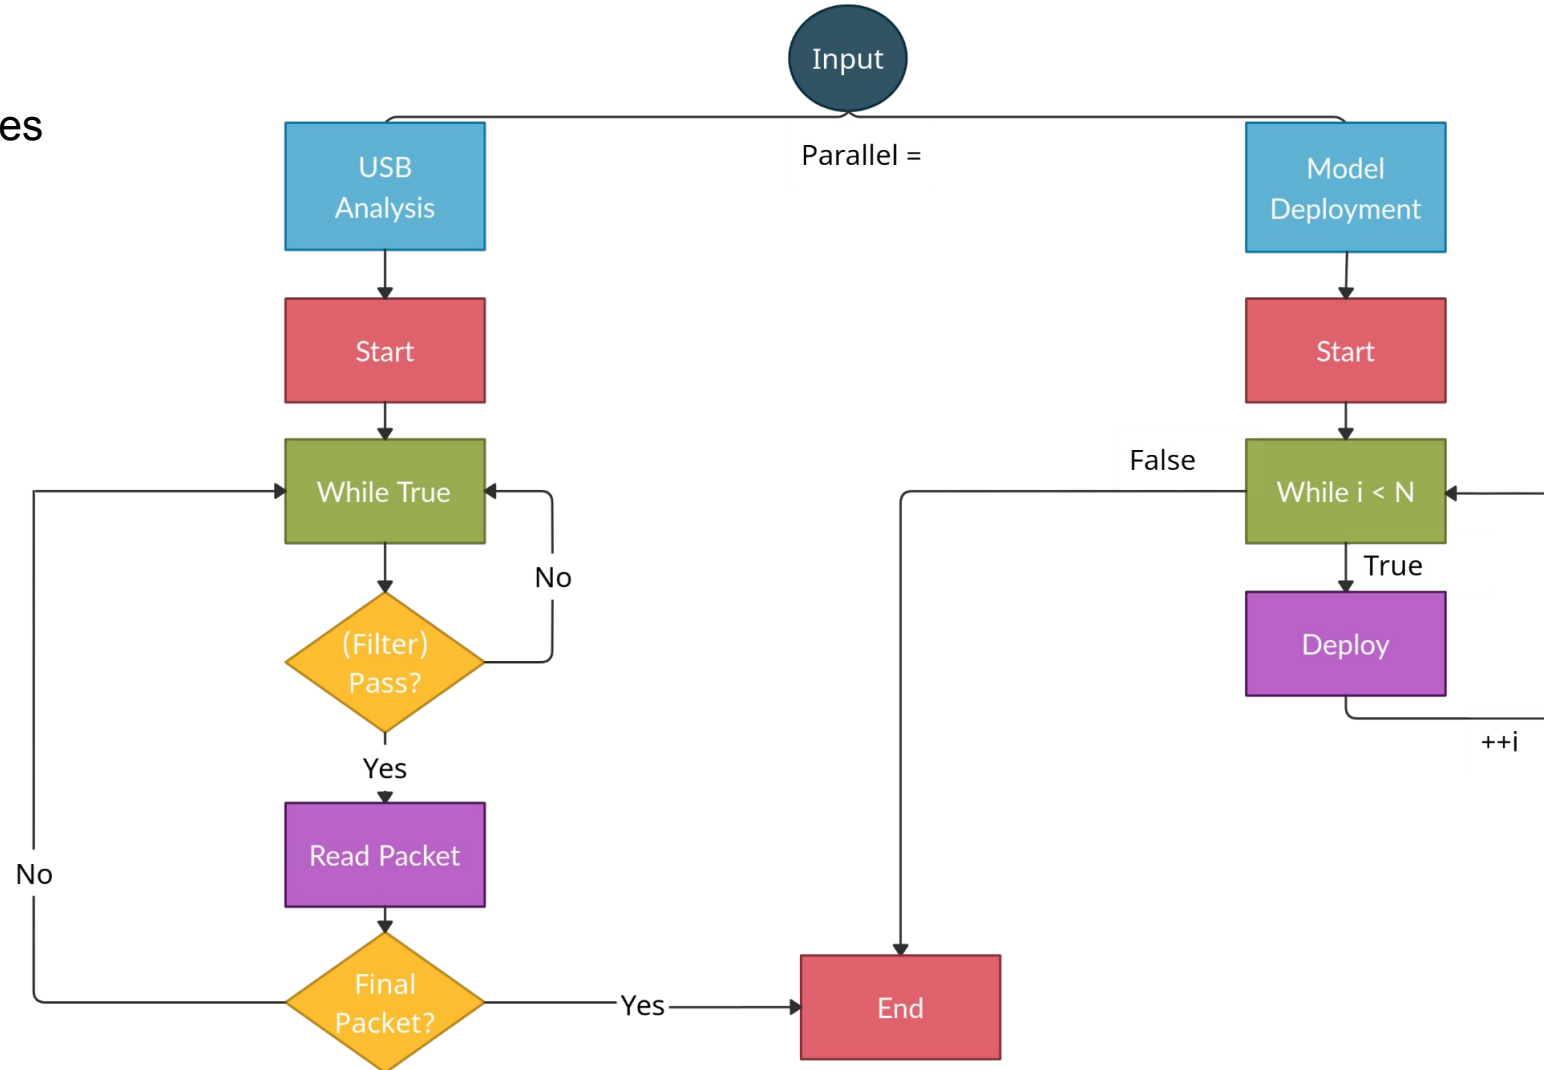 Input
es
Parallel =
USB
Analysis
Model
Deployment
Start
Start
While True
False
While i < N
No
True
(Filter)
Pass?
Deploy
++i
Yes
Read Packet
No
Final
Packet?
Yes
End